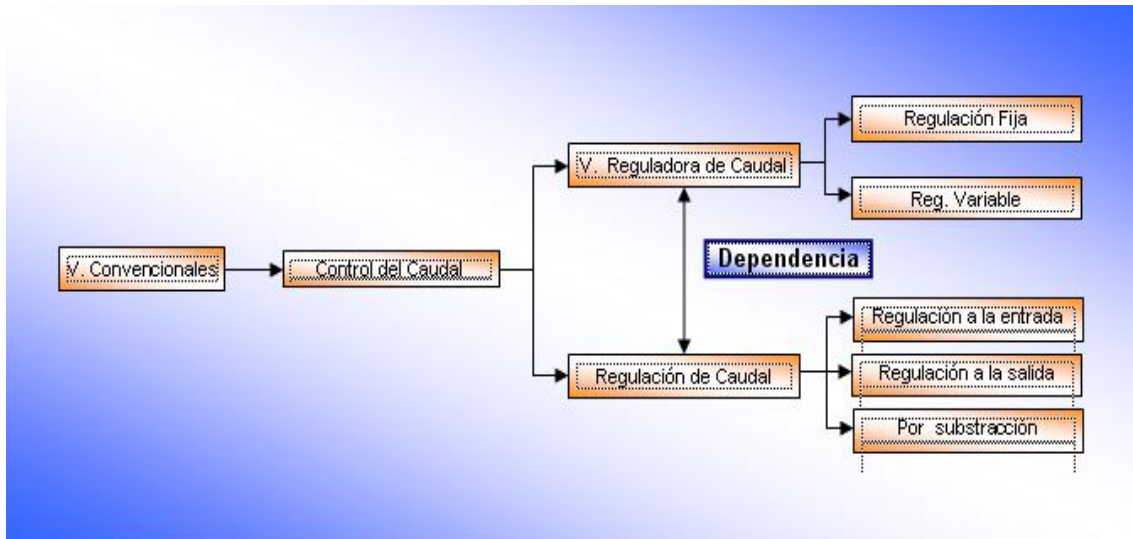 Regulación Fija
V. Reguladora de Caudal
Reg. Variable
Dependencia
V. Convencionales
Control del Caudal
Regulación a la entrada
Regulación de Caudal
Regulación a la salida
Por substracción